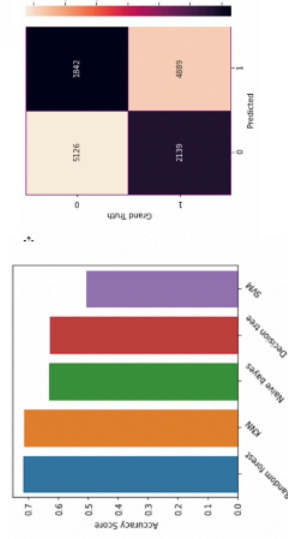 1842
4889
5126
2139
0
1
Grand Truth
0
1
Predicted
0.7
0.6
0.5
0.4
0.3
0.2
0.1
0.0
Accuracy Score
Random forest
KNN
Naive bayes
Decision tree
SVM